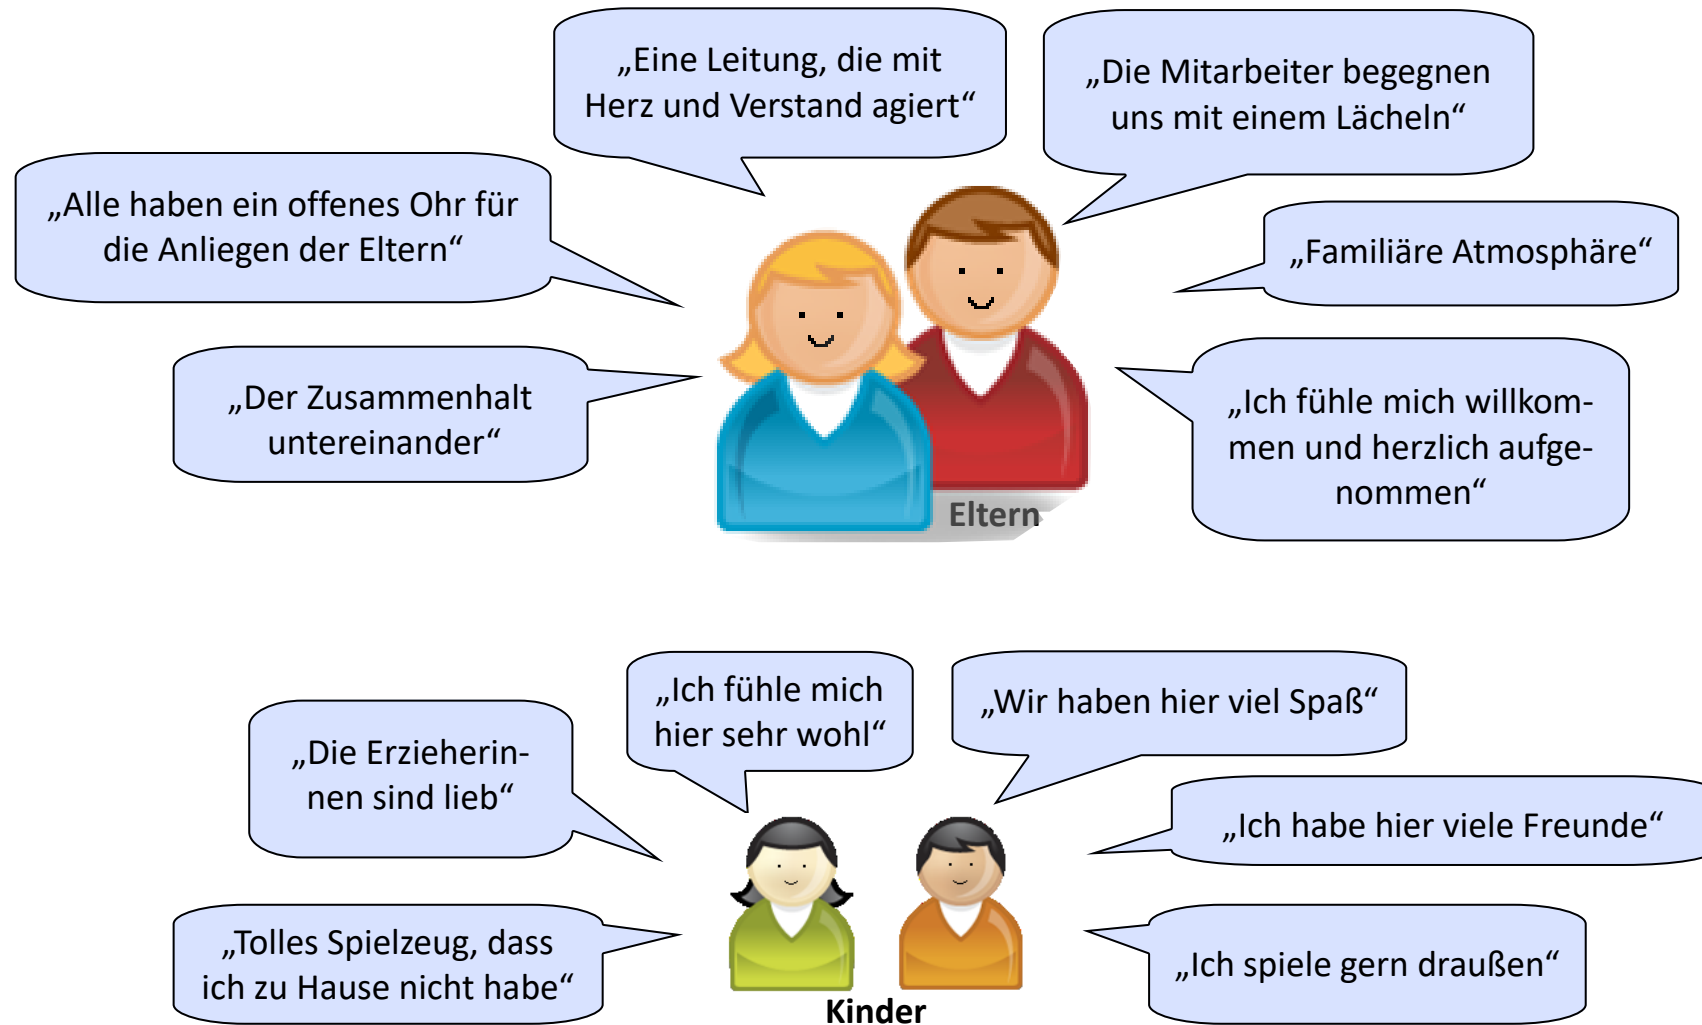 „Eine Leitung, die mit
Herz und Verstand agiert“
„Die Mitarbeiter begegnen
uns mit einem Lächeln“
„Alle haben ein offenes Ohr für
die Anliegen der Eltern“
„Familiäre Atmosphäre“
„Der Zusammenhalt
untereinander“
„Ich fühle mich willkom-
men und herzlich aufge-
nommen“
Eltern
„Ich fühle mich
hier sehr wohl“
„Wir haben hier viel Spaß“
„Die Erzieherin-
nen sind lieb“
„Ich habe hier viele Freunde“
„Tolles Spielzeug, dass
ich zu Hause nicht habe“
„Ich spiele gern draußen“
Kinder